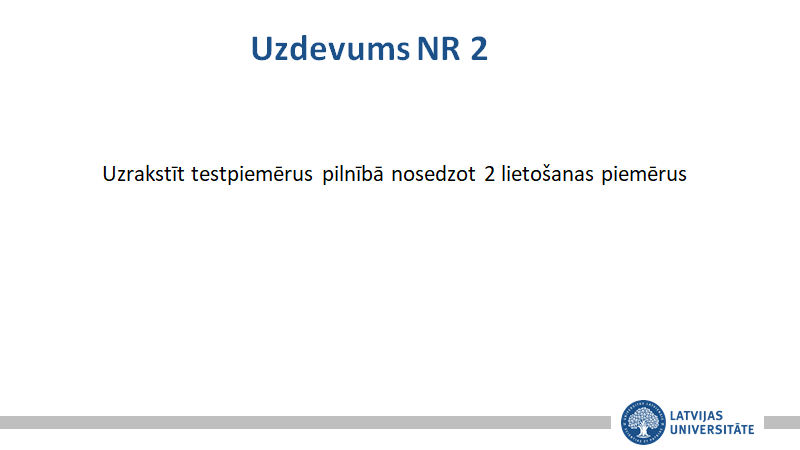 Uzdevums NR 2
Uzrakstīt testpiemērus pilnībā nosedzot 2 lietošanas piemērus
LATVIJAS
UNIVERSITĀTE